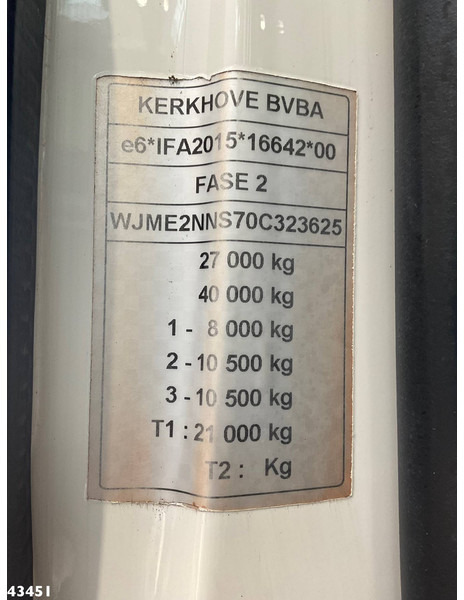 KERKHOVE BVBA
e6*IFA2015*16642*00
FASE 2
WJME2NNS70C323625
27 000 kg
40 000 kg
1 - 8 000 kg
2 - 10 500 kg
3 - 10 500 kg
T1 : 21 000 kg
T2 : Kg
43451